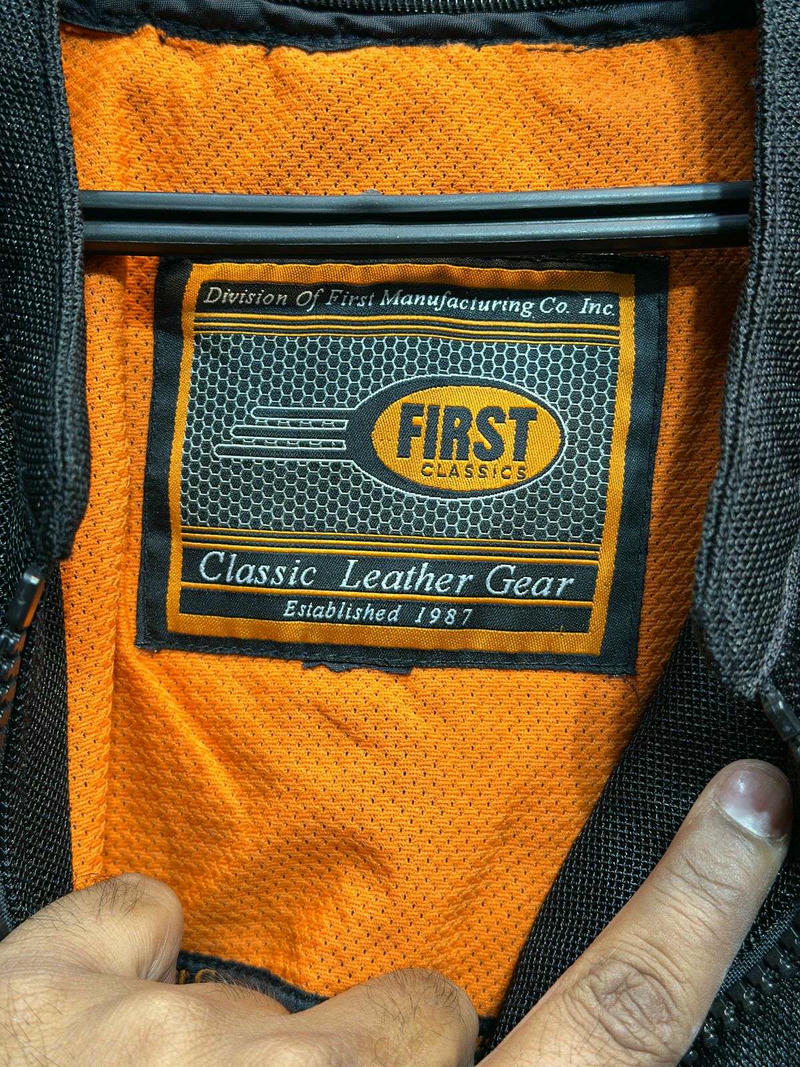 Division Of First Manufacturing Co. Inc.
FIRST
CLASSICS
Classic Leather Gear
Established 1987